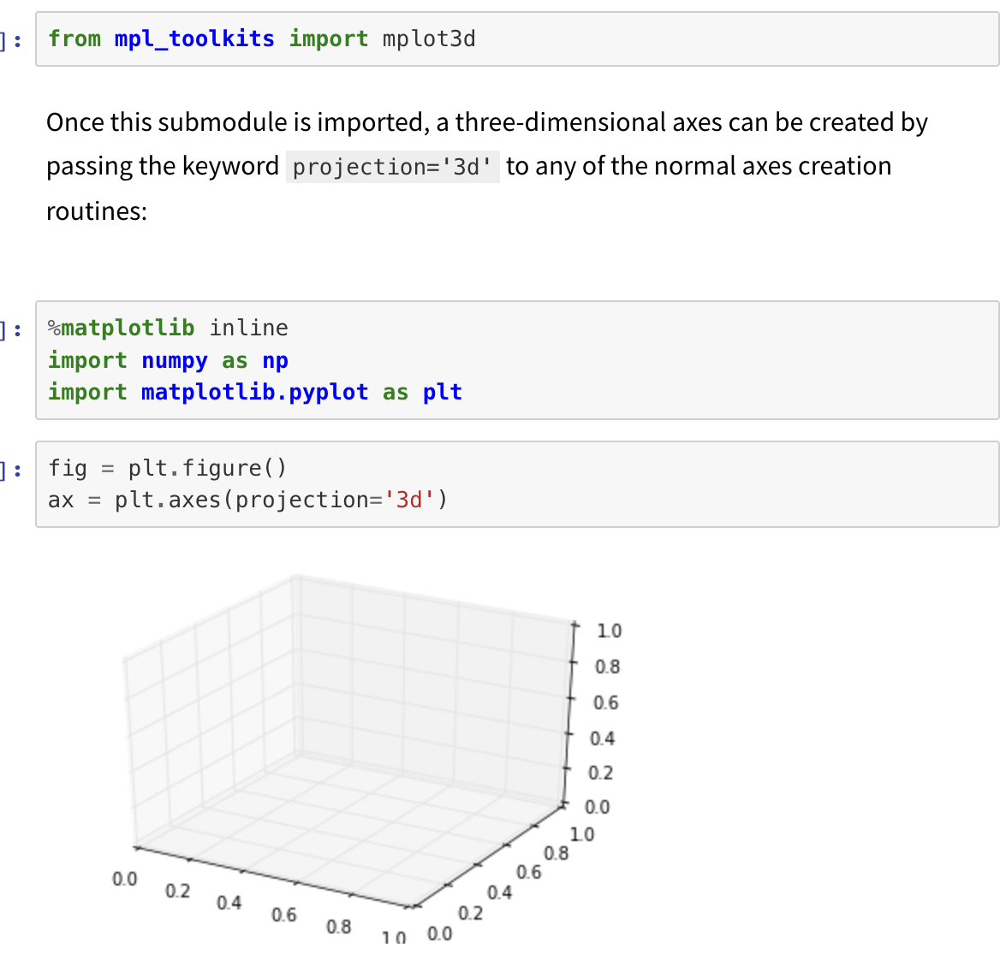 ]: from mpl_toolkits import mplot3d
Once this submodule is imported, a three-dimensional axes can be created by
passing the keyword projection='3d' to any of the normal axes creation
routines:
]: %matplotlib inline
import numpy as np
import matplotlib.pyplot as plt
]: fig = plt.figure()
ax = plt.axes(projection='3d')
1.0
0.8
0.6
0.4
0.2
0.0
1.0
0.8
0.6
0.4
0.2
0.0
0.0
0.2
0.4
0.6
0.8
1.0